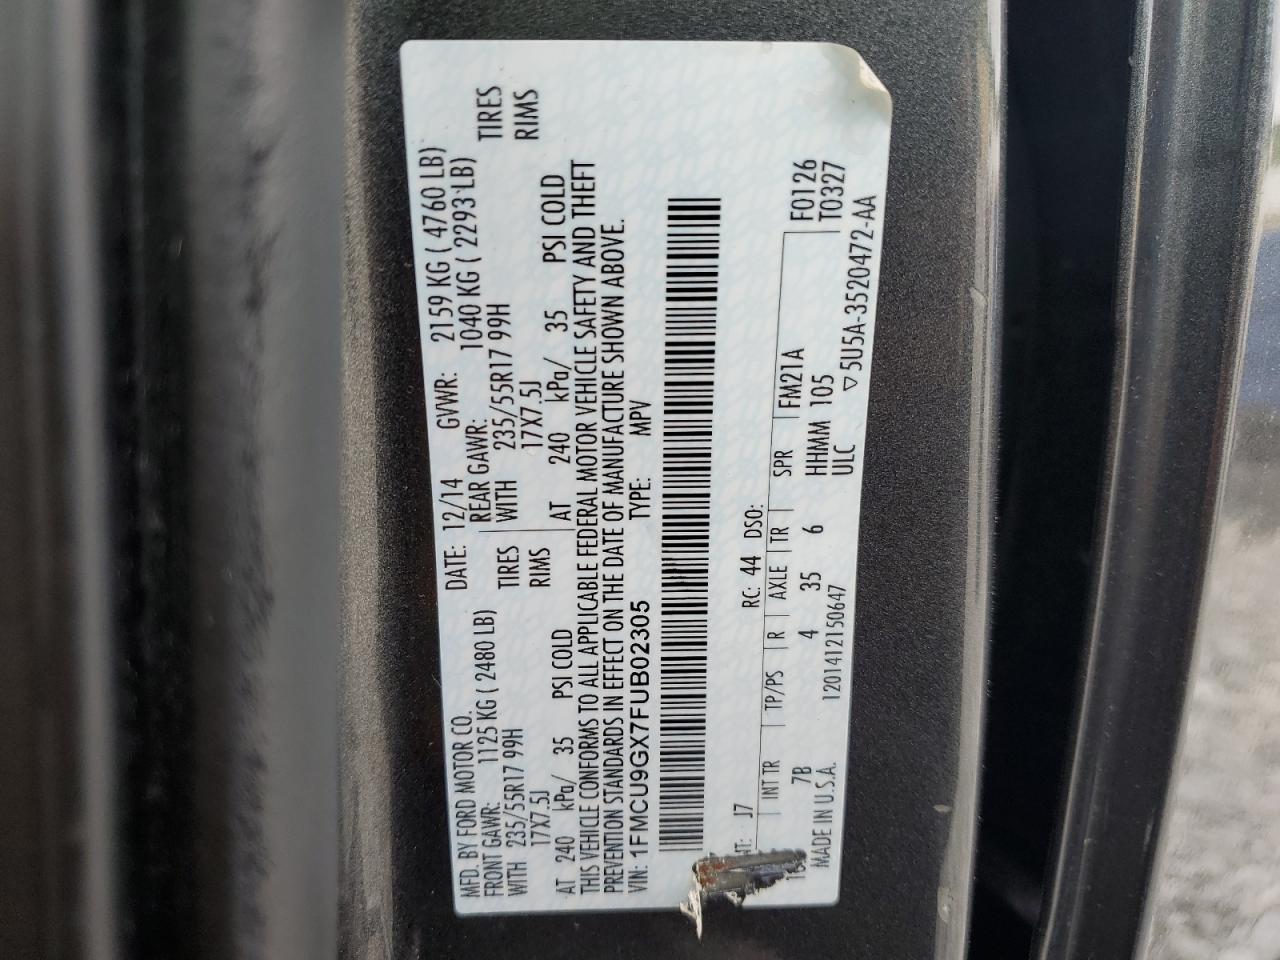 MFD. BY FORD MOTOR CO.
DATE: 12/14 GVWR: 2159 KG ( 4760 LB)
FRONT GAWR: 1125 KG ( 2480 LB) REAR GAWR: 1040 KG ( 2293 LB)
WITH 235/55R17 99H TIRES WITH 235/55R17 99H TIRES
17X7.5J RIMS 17X7.5J RIMS
AT 240 kPa/ 35 PSI COLD AT 240 kPa/ 35 PSI COLD
THIS VEHICLE CONFORMS TO ALL APPLICABLE FEDERAL MOTOR VEHICLE SAFETY AND THEFT
PREVENTION STANDARDS IN EFFECT ON THE DATE OF MANUFACTURE SHOWN ABOVE.
VIN: 1FMCU9GX7FUB02305 TYPE: MPV
J7 RC: 44 DSO:
INT TR TP/PS R AXLE TR SPR FM21A F0126
7B 4 35 6 HHMM 105 T0327
MADE IN U.S.A. 1201412150647 ULC ▽5U5A-3520472-AA